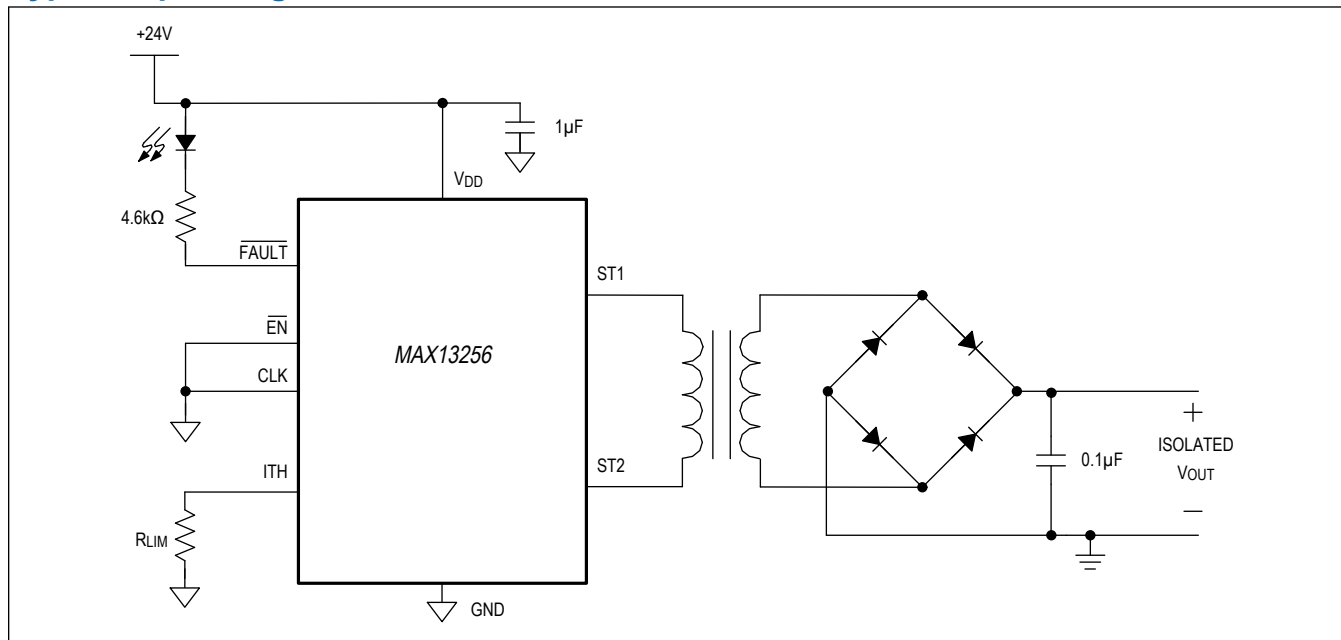 +24V
1µF
VDD
4.6kΩ
FAULT
ST1
EN
MAX13256
CLK
+
ISOLATED
VOUT
0.1µF
ITH
ST2
–
RLIM
GND